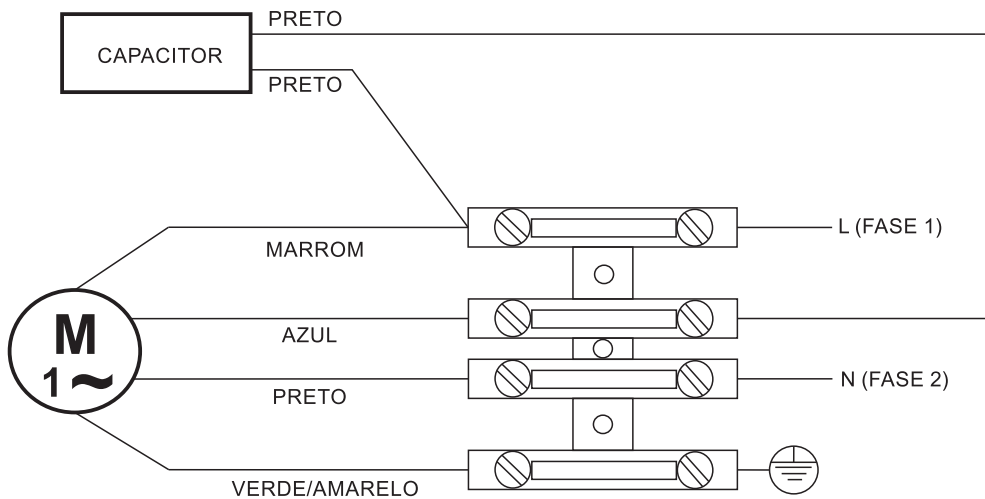 PRETO
CAPACITOR
PRETO
L (FASE 1)
MARROM
M
AZUL
1~
N (FASE 2)
PRETO
VERDE/AMARELO